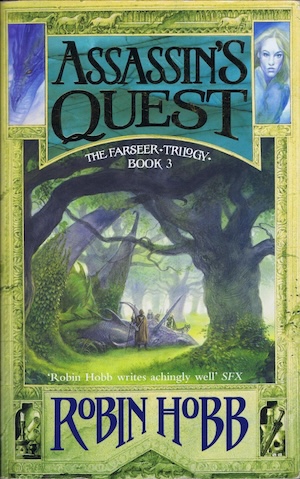 ASSASSIN'S
QUEST
THE FARSEER • TRILOGY •
BOOK 3
'Robin Hobb writes achingly well' SFX
ROBIN HOBB